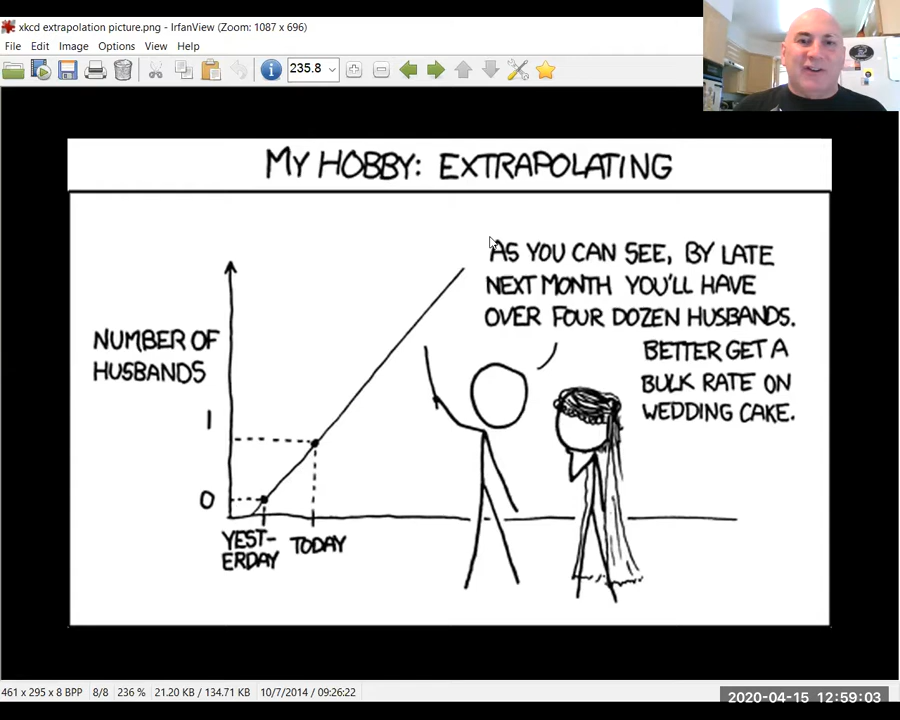 xkcd extrapolation picture.png - IrfanView (Zoom: 1087 x 696)
File Edit Image Options View Help
235.8
MY HOBBY: EXTRAPOLATING
AS YOU CAN SEE, BY LATE
NEXT MONTH YOU'LL HAVE
OVER FOUR DOZEN HUSBANDS.
BETTER GET A
BULK RATE ON
WEDDING CAKE.
NUMBER OF
HUSBANDS
1
0
YEST-
ERDAY
TODAY
461 x 295 x 8 BPP 8/8 236 % 21.20 KB / 134.71 KB 10/7/2014 / 09:26:22
2020-04-15 12:59:03